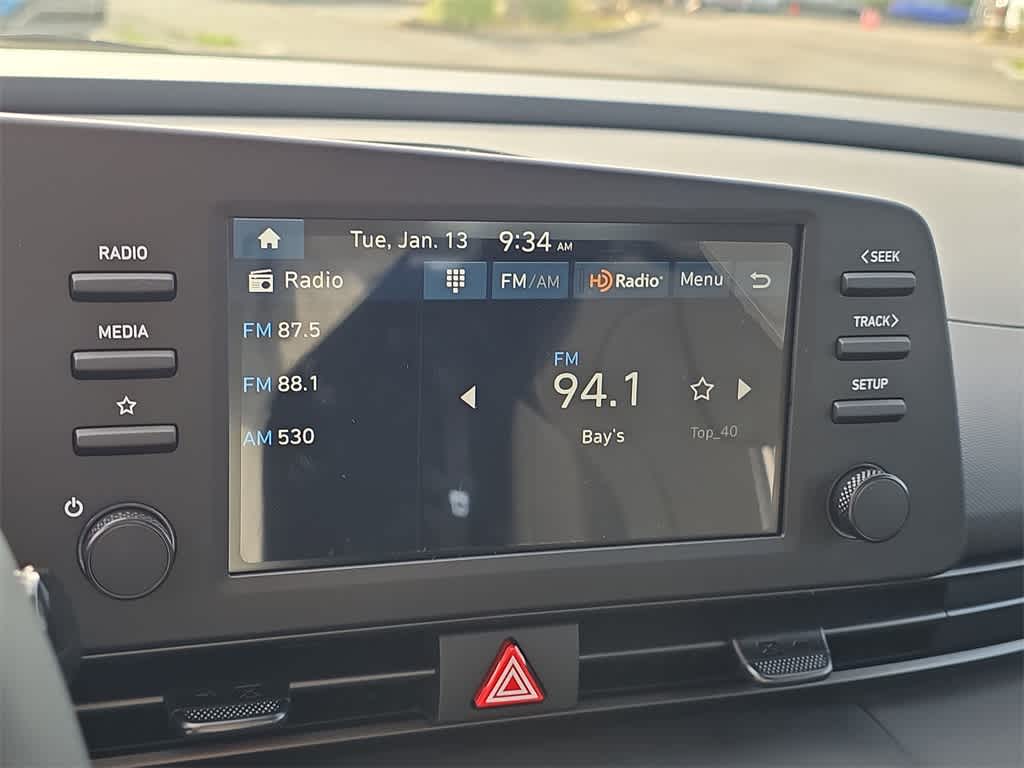 Tue, Jan. 13 9:34 AM
RADIO
MEDIA
Radio
FM/AM
HD Radio
Menu
FM 87.5
FM 88.1
AM 530
FM
94.1
Bay's
Top_40
<SEEK
TRACK>
SETUP